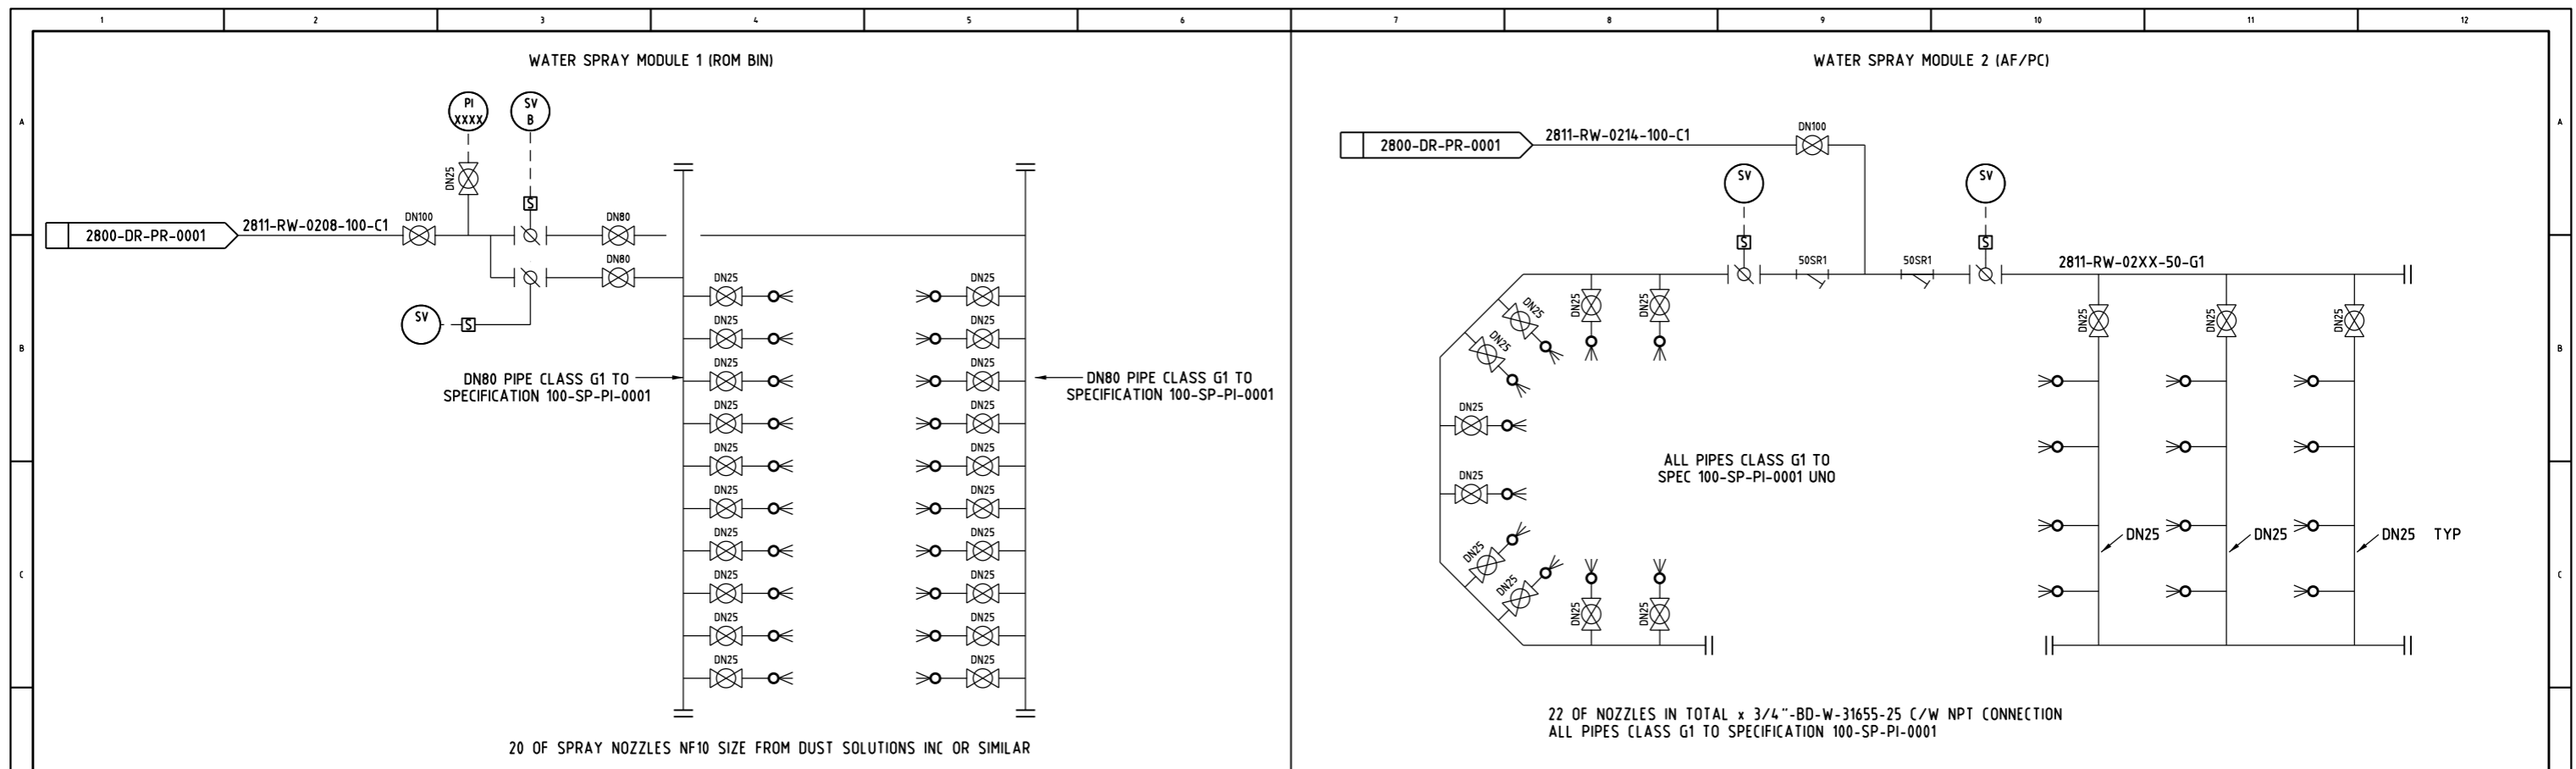 1 2 3 4 5 6 7 8 9 10 11 12
WATER SPRAY MODULE 1 (ROM BIN)
PI
XXXX
SV
B
A
DN25
S
2800-DR-PR-0001
2811-RW-0208-100-C1
DN100
DN80
DN80
SV
S
B
DN25 DN25
DN25 DN25
DN25 DN25
DN80 PIPE CLASS G1 TO
SPECIFICATION 100-SP-PI-0001
DN80 PIPE CLASS G1 TO
SPECIFICATION 100-SP-PI-0001
DN25 DN25
DN25 DN25
DN25 DN25
DN25 DN25
C
DN25 DN25
DN25 DN25
DN25 DN25
20 OF SPRAY NOZZLES NF10 SIZE FROM DUST SOLUTIONS INC OR SIMILAR
WATER SPRAY MODULE 2 (AF/PC)
A
2800-DR-PR-0001
2811-RW-0214-100-C1
DN100
SV
SV
S
S
50SR1
50SR1
2811-RW-02XX-50-G1
DN25
DN25
DN25
DN25
DN25
DN25
DN25
B
DN25
DN25
ALL PIPES CLASS G1 TO
SPEC 100-SP-PI-0001 UNO
DN25
DN25
DN25
DN25
DN25
DN25
DN25 TYP
C
22 OF NOZZLES IN TOTAL x 3/4"-BD-W-31655-25 C/W NPT CONNECTION
ALL PIPES CLASS G1 TO SPECIFICATION 100-SP-PI-0001